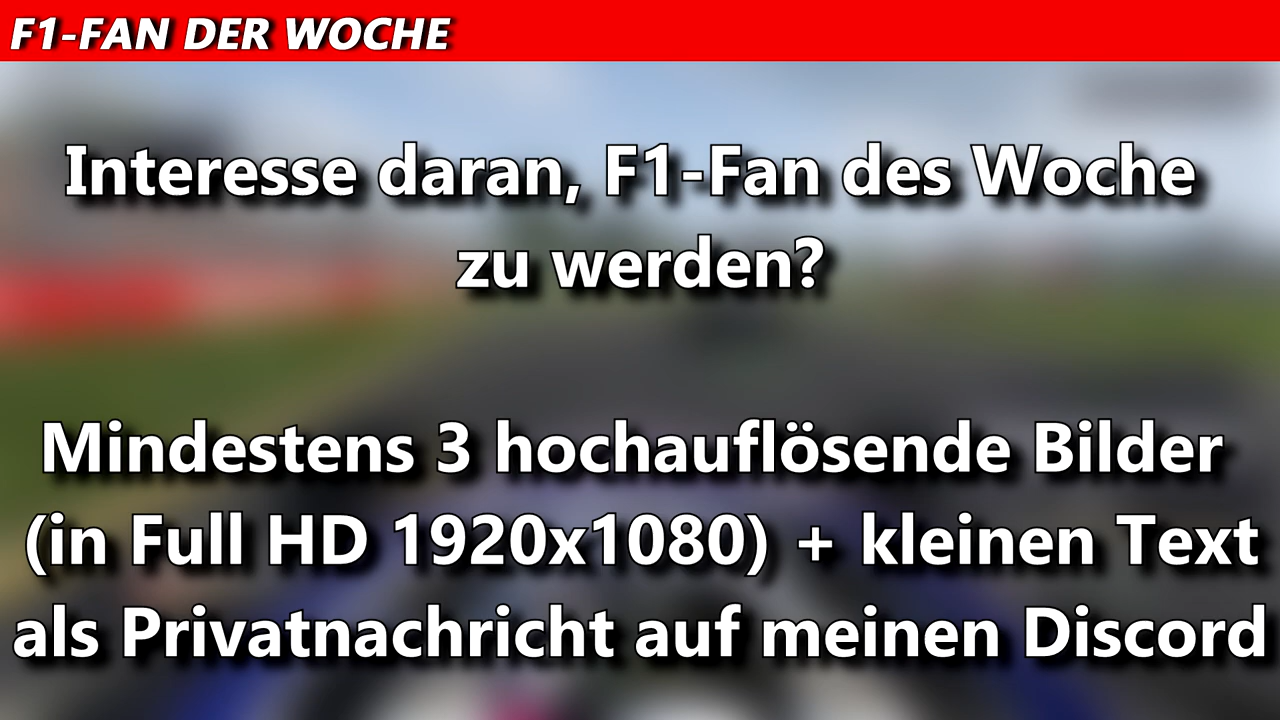 F1-FAN DER WOCHE
Interesse daran, F1-Fan des Woche
zu werden?
Mindestens 3 hochauflösende Bilder
(in Full HD 1920x1080) + kleinen Text
als Privatnachricht auf meinen Discord